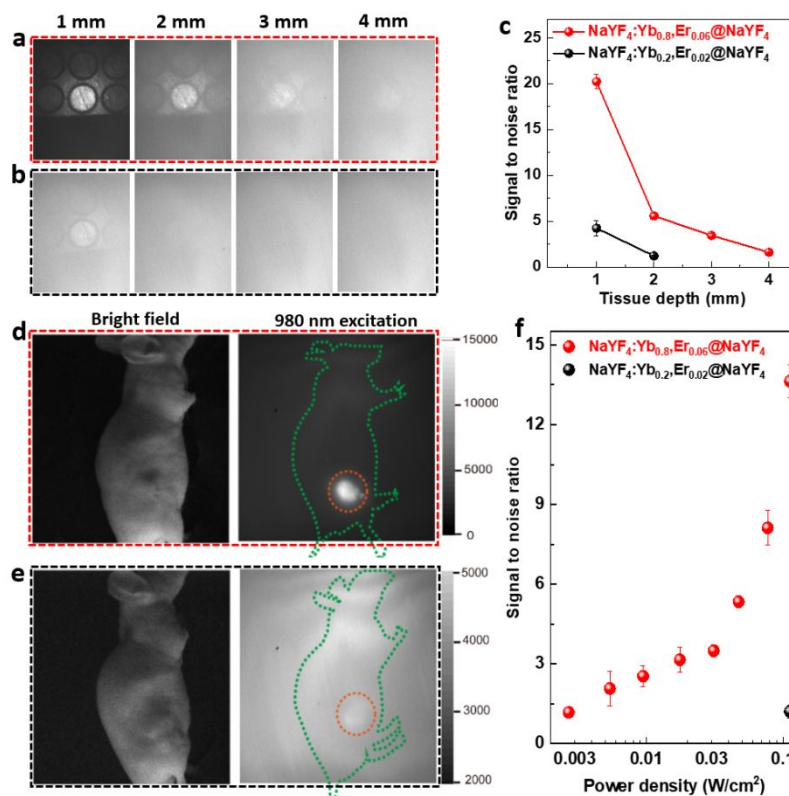 1 mm 2 mm 3 mm 4 mm
a
b
c
NaYF4:Yb0.8,Er0.06@NaYF4
NaYF4:Yb0.2,Er0.02@NaYF4
Signal to noise ratio
25
20
15
10
5
0
1 2 3 4
Tissue depth (mm)
d
Bright field 980 nm excitation
15000
10000
5000
0
e
5000
4000
3000
2000
f
NaYF4:Yb0.8,Er0.06@NaYF4
NaYF4:Yb0.2,Er0.02@NaYF4
Signal to noise ratio
15
12
9
6
3
0
0.003 0.01 0.03 0.1
Power density (W/cm²)